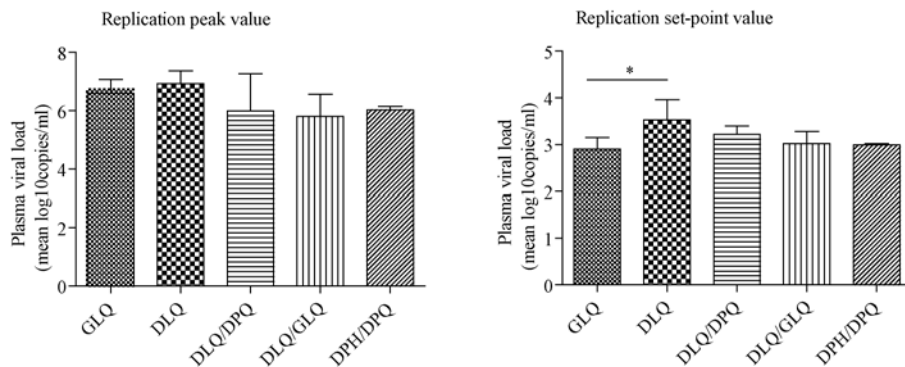 Replication peak value
Plasma viral load
(mean log10copies/ml)
8
6
4
2
0
GLQ
DLQ
DLQ/DPQ
DLQ/GLQ
DPH/DPQ
Replication set-point value
Plasma viral load
(mean log10copies/ml)
5
4
3
2
1
0
*
GLQ
DLQ
DLQ/DPQ
DLQ/GLQ
DPH/DPQ